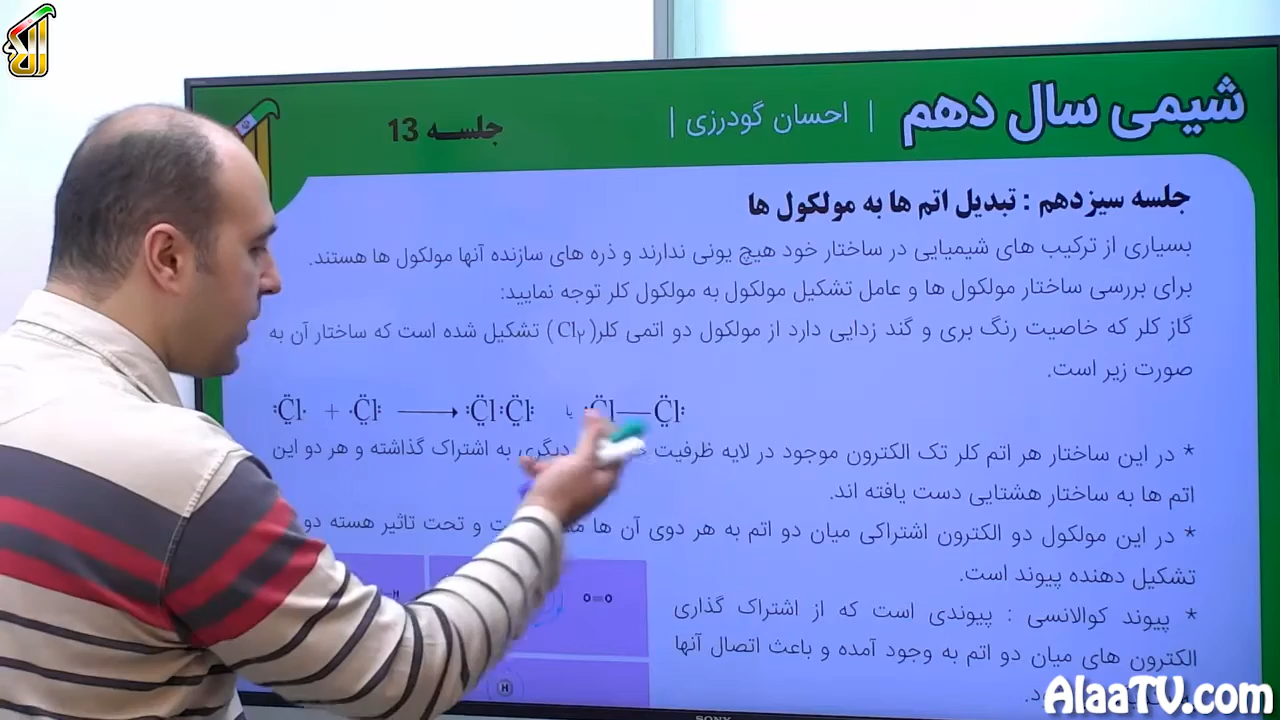 شیمی سال دهم
| احسان گودرزی |
جلسه 13
جلسه سیزدهم : تبدیل اتم ها به مولکول ها
بسیاری از ترکیب های شیمیایی در ساختار خود هیچ یونی ندارند و ذره های سازنده آنها مولکول ها هستند.
برای بررسی ساختار مولکول ها و عامل تشکیل مولکول به مولکول کلر توجه نمایید:
گاز کلر که خاصیت رنگ بری و گند زدایی دارد از مولکول دو اتمی کلر(Cl۲) تشکیل شده است که ساختار آن به
صورت زیر است.
:C̈l· + ·C̈l: ⟶ :C̈l:C̈l: یا :C̈l—C̈l:
* در این ساختار هر اتم کلر تک الکترون موجود در لایه ظرفیت دیگری به اشتراک گذاشته و هر دو این
اتم ها به ساختار هشتایی دست یافته اند.
* در این مولکول دو الکترون اشتراکی میان دو اتم به هر دوی آن ها و تحت تاثیر هسته دو
تشکیل دهنده پیوند است.
* پیوند کووالانسی : پیوندی است که از اشتراک گذاری
الکترون های میان دو اتم به وجود آمده و باعث اتصال آنها
O=O
H
SONY
AlaaTV.com